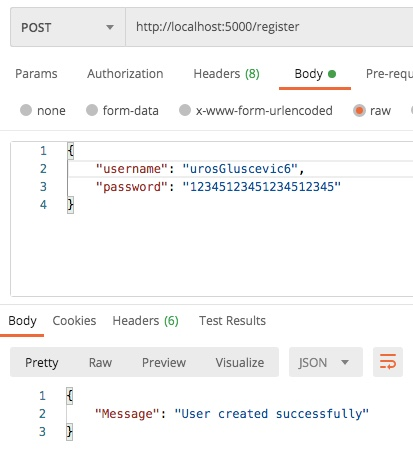 POST http://localhost:5000/register
Params Authorization Headers (8) Body Pre-requ
none form-data x-www-form-urlencoded raw
1 {
2 "username": "urosGluscevic6",
3 "password": "12345123451234512345"
4 }
Body Cookies Headers (6) Test Results
Pretty Raw Preview Visualize JSON
1 {
2 "Message": "User created successfully"
3 }